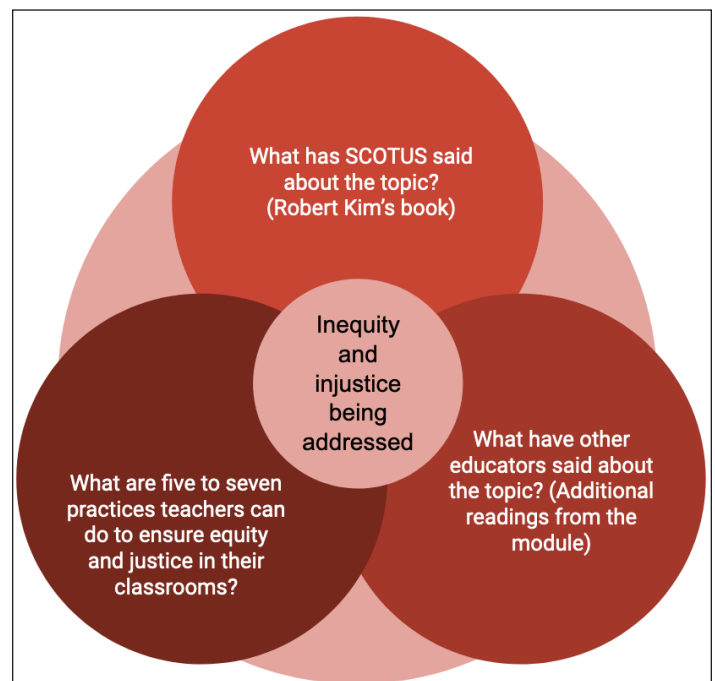 What has SCOTUS said
about the topic?
(Robert Kim's book)
Inequity
and
injustice
being
addressed
What are five to seven
practices teachers can
do to ensure equity
and justice in their
classrooms?
What have other
educators said about
the topic? (Additional
readings from the
module)